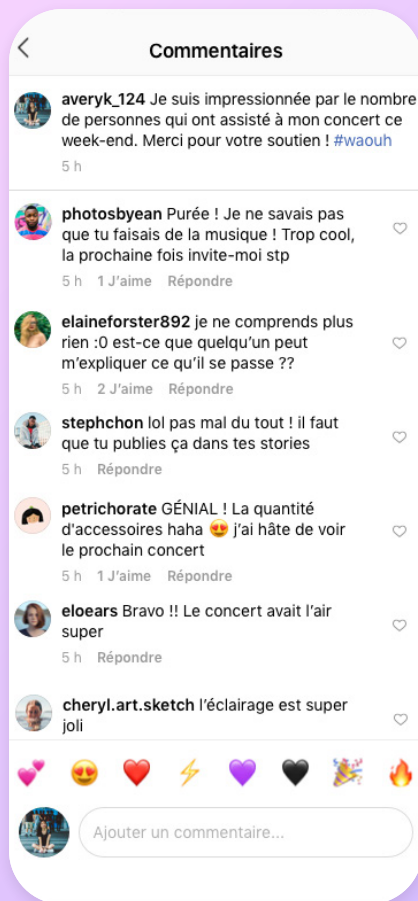 Commentaires
averyk_124 Je suis impressionnée par le nombre
de personnes qui ont assisté à mon concert ce
week-end. Merci pour votre soutien ! #waouh
5 h
photosbyean Purée ! Je ne savais pas
que tu faisais de la musique ! Trop cool,
la prochaine fois invite-moi stp
5 h 1 J’aime Répondre
elaineforster892 je ne comprends plus
rien :0 est-ce que quelqu’un peut
m’expliquer ce qu’il se passe ??
5 h 2 J’aime Répondre
stephchon lol pas mal du tout ! il faut
que tu publies ça dans tes stories
5 h Répondre
petrichorate GÉNIAL ! La quantité
d'accessoires haha 😍 j’ai hâte de voir
le prochain concert
5 h 1 J’aime Répondre
eloears Bravo !! Le concert avait l’air
super
5 h Répondre
cheryl.art.sketch l’éclairage est super
joli
Ajouter un commentaire...